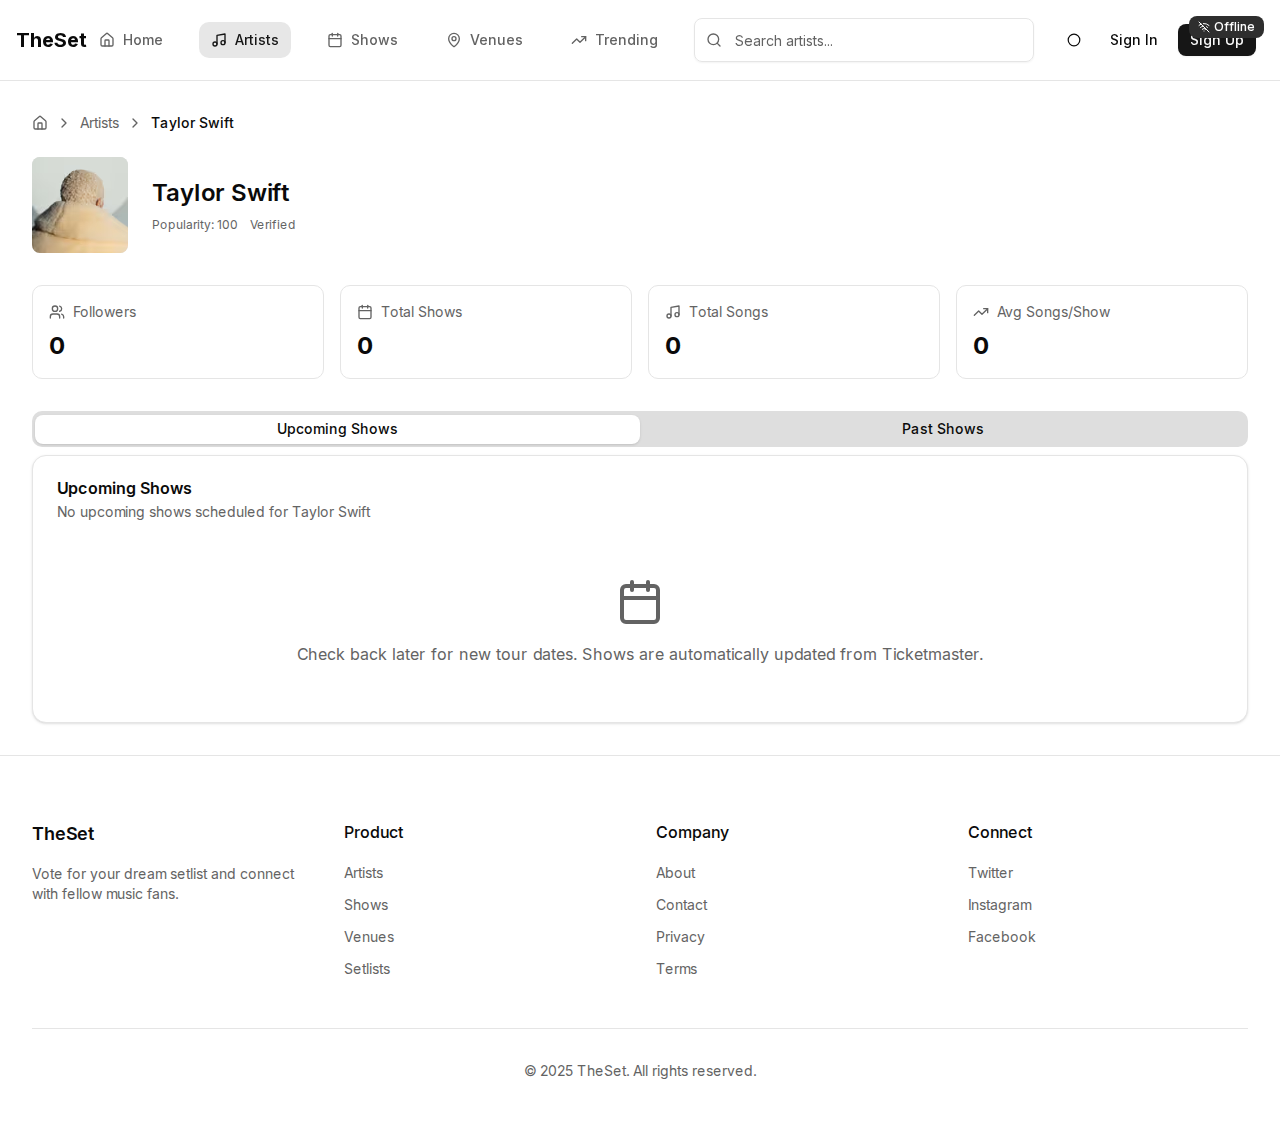 TheSet
Home
Artists
Shows
Venues
Trending
Search artists...
Sign In
Sign Up
Offline
Artists
Taylor Swift
Taylor Swift
Popularity: 100 Verified
Followers
0
Total Shows
0
Total Songs
0
Avg Songs/Show
0
Upcoming Shows
Past Shows
Upcoming Shows
No upcoming shows scheduled for Taylor Swift
Check back later for new tour dates. Shows are automatically updated from Ticketmaster.
TheSet
Vote for your dream setlist and connect
with fellow music fans.
Product
Artists
Shows
Venues
Setlists
Company
About
Contact
Privacy
Terms
Connect
Twitter
Instagram
Facebook
© 2025 TheSet. All rights reserved.